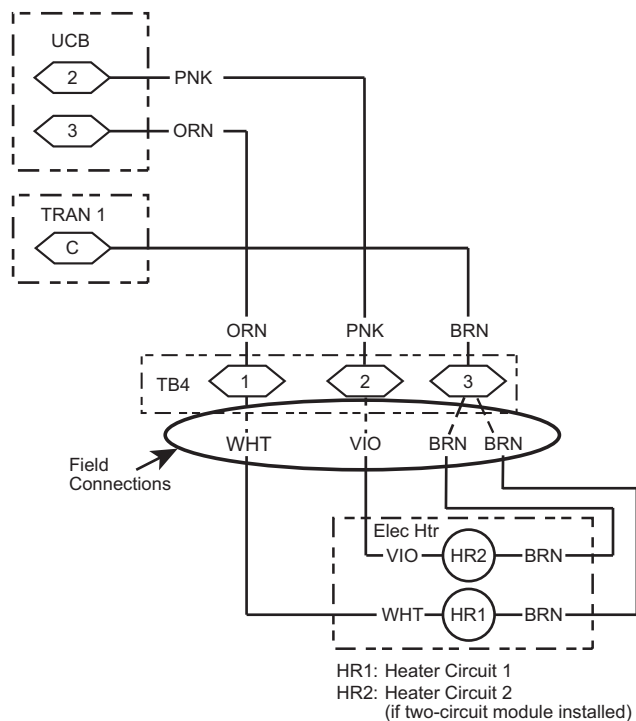 UCB
2 PNK
3 ORN
TRAN 1
C
ORN PNK BRN
TB4 1 2 3
WHT VIO BRN BRN
Field
Connections
Elec Htr
VIO HR2 BRN
WHT HR1 BRN
HR1: Heater Circuit 1
HR2: Heater Circuit 2
(if two-circuit module installed)